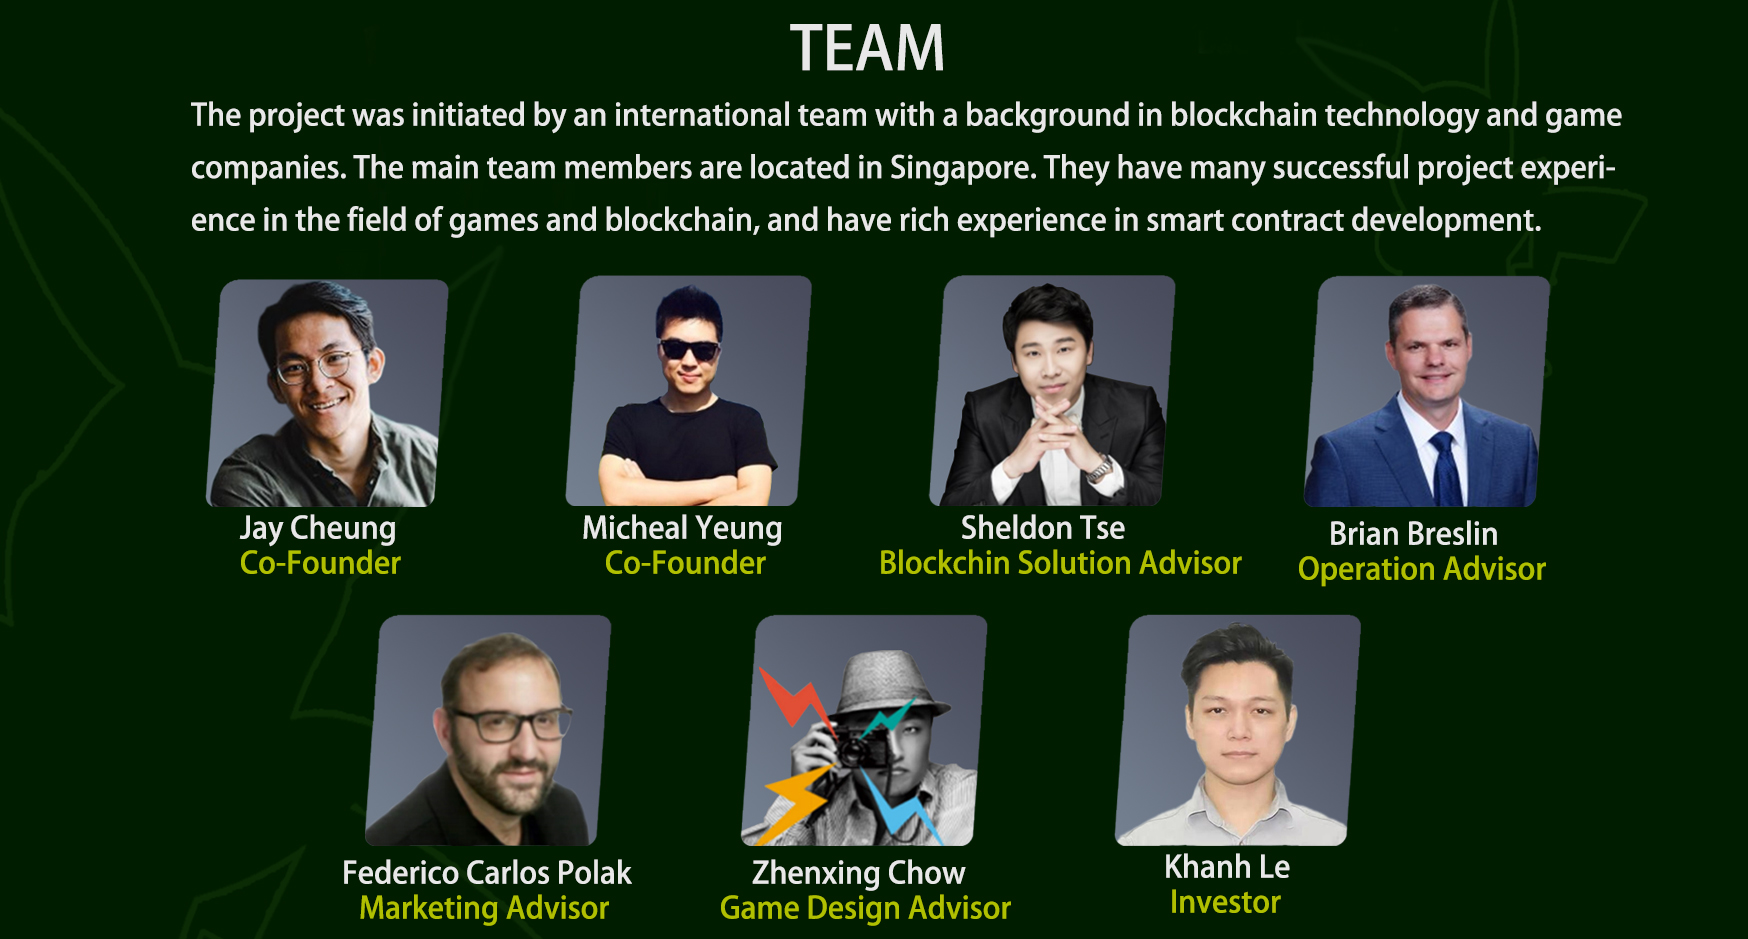 TEAM
The project was initiated by an international team with a background in blockchain technology and game
companies. The main team members are located in Singapore. They have many successful project experi-
ence in the field of games and blockchain, and have rich experience in smart contract development.
Jay Cheung
Co-Founder
Micheal Yeung
Co-Founder
Sheldon Tse
Blockchin Solution Advisor
Brian Breslin
Operation Advisor
Federico Carlos Polak
Marketing Advisor
Zhenxing Chow
Game Design Advisor
Khanh Le
Investor